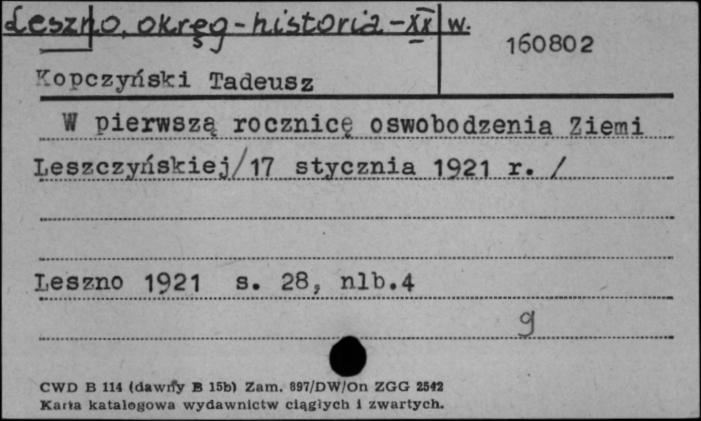 Leszno, okręg - historia - XX w.
160802
Kopczyński Tadeusz
W pierwszą rocznicę oswobodzenia Ziemi
Leszczyńskiej/17 stycznia 1921 r. /
Leszno 1921 s. 28, nlb.4
g
CWD B 114 (dawny B 15b) Zam. 897/DW/On ZGG 2542
Karta katalogowa wydawnictw ciągłych i zwartych.